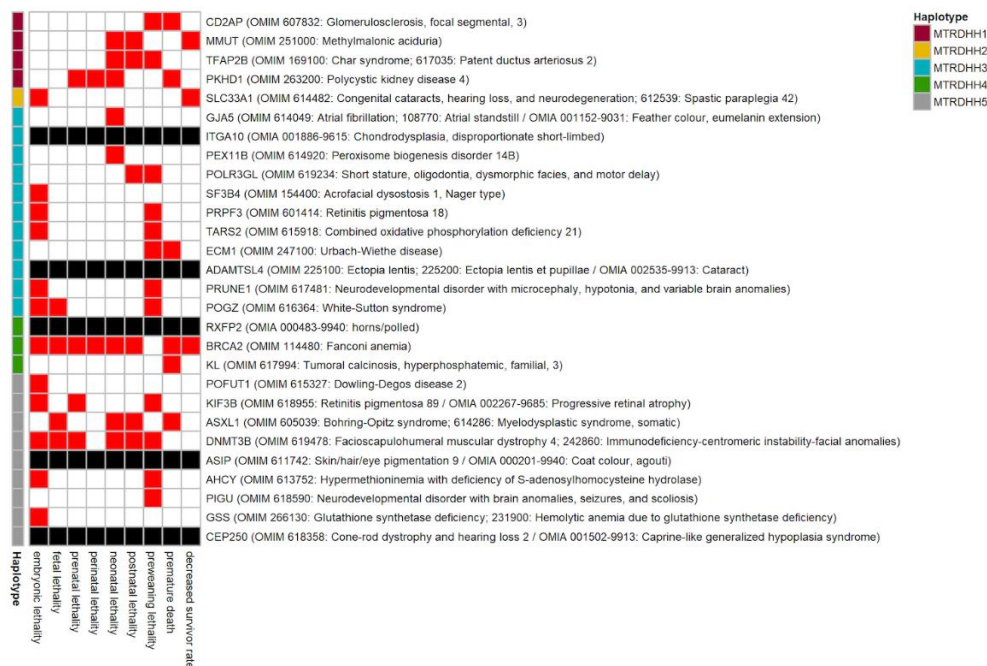 CD2AP (OMIM 607832: Glomerulosclerosis, focal segmental, 3)
MMUT (OMIM 251000: Methylmalonic aciduria)
TFAP2B (OMIM 169100: Char syndrome; 617035: Patent ductus arteriosus 2)
PKHD1 (OMIM 263200: Polycystic kidney disease 4)
SLC33A1 (OMIM 614482: Congenital cataracts, hearing loss, and neurodegeneration; 612539: Spastic paraplegia 42)
GJA5 (OMIM 614049: Atrial fibrillation; 108770: Atrial standstill / OMIA 001152-9031: Feather colour, eumelanin extension)
ITGA10 (OMIA 001886-9615: Chondrodysplasia, disproportionate short-limbed)
PEX11B (OMIM 614920: Peroxisome biogenesis disorder 14B)
POLR3GL (OMIM 619234: Short stature, oligodontia, dysmorphic facies, and motor delay)
SF3B4 (OMIM 154400: Acrofacial dysostosis 1, Nager type)
PRPF3 (OMIM 601414: Retinitis pigmentosa 18)
TARS2 (OMIM 615918: Combined oxidative phosphorylation deficiency 21)
ECM1 (OMIM 247100: Urbach-Wiethe disease)
ADAMTSL4 (OMIM 225100: Ectopia lentis; 225200: Ectopia lentis et pupillae / OMIA 002535-9913: Cataract)
PRUNE1 (OMIM 617481: Neurodevelopmental disorder with microcephaly, hypotonia, and variable brain anomalies)
POGZ (OMIM 616364: White-Sutton syndrome)
RXFP2 (OMIA 000483-9940: horns/polled)
BRCA2 (OMIM 114480: Fanconi anemia)
KL (OMIM 617994: Tumoral calcinosis, hyperphosphatemic, familial, 3)
POFUT1 (OMIM 615327: Dowling-Degos disease 2)
KIF3B (OMIM 618955: Retinitis pigmentosa 89 / OMIA 002267-9685: Progressive retinal atrophy)
ASXL1 (OMIM 605039: Bohring-Opitz syndrome; 614286: Myelodysplastic syndrome, somatic)
DNMT3B (OMIM 619478: Facioscapulohumeral muscular dystrophy 4; 242860: Immunodeficiency-centromeric instability-facial anomalies)
ASIP (OMIM 611742: Skin/hair/eye pigmentation 9 / OMIA 000201-9940: Coat colour, agouti)
AHCY (OMIM 613752: Hypermethioninemia with deficiency of S-adenosylhomocysteine hydrolase)
PIGU (OMIM 618590: Neurodevelopmental disorder with brain anomalies, seizures, and scoliosis)
GSS (OMIM 266130: Glutathione synthetase deficiency; 231900: Hemolytic anemia due to glutathione synthetase deficiency)
CEP250 (OMIM 618358: Cone-rod dystrophy and hearing loss 2 / OMIA 001502-9913: Caprine-like generalized hypoplasia syndrome)
Haplotype
embryonic lethality
fetal lethality
prenatal lethality
perinatal lethality
neonatal lethality
postnatal lethality
preweaning lethality
premature death
decreased survivor rate
Haplotype
MTRDHH1
MTRDHH2
MTRDHH3
MTRDHH4
MTRDHH5